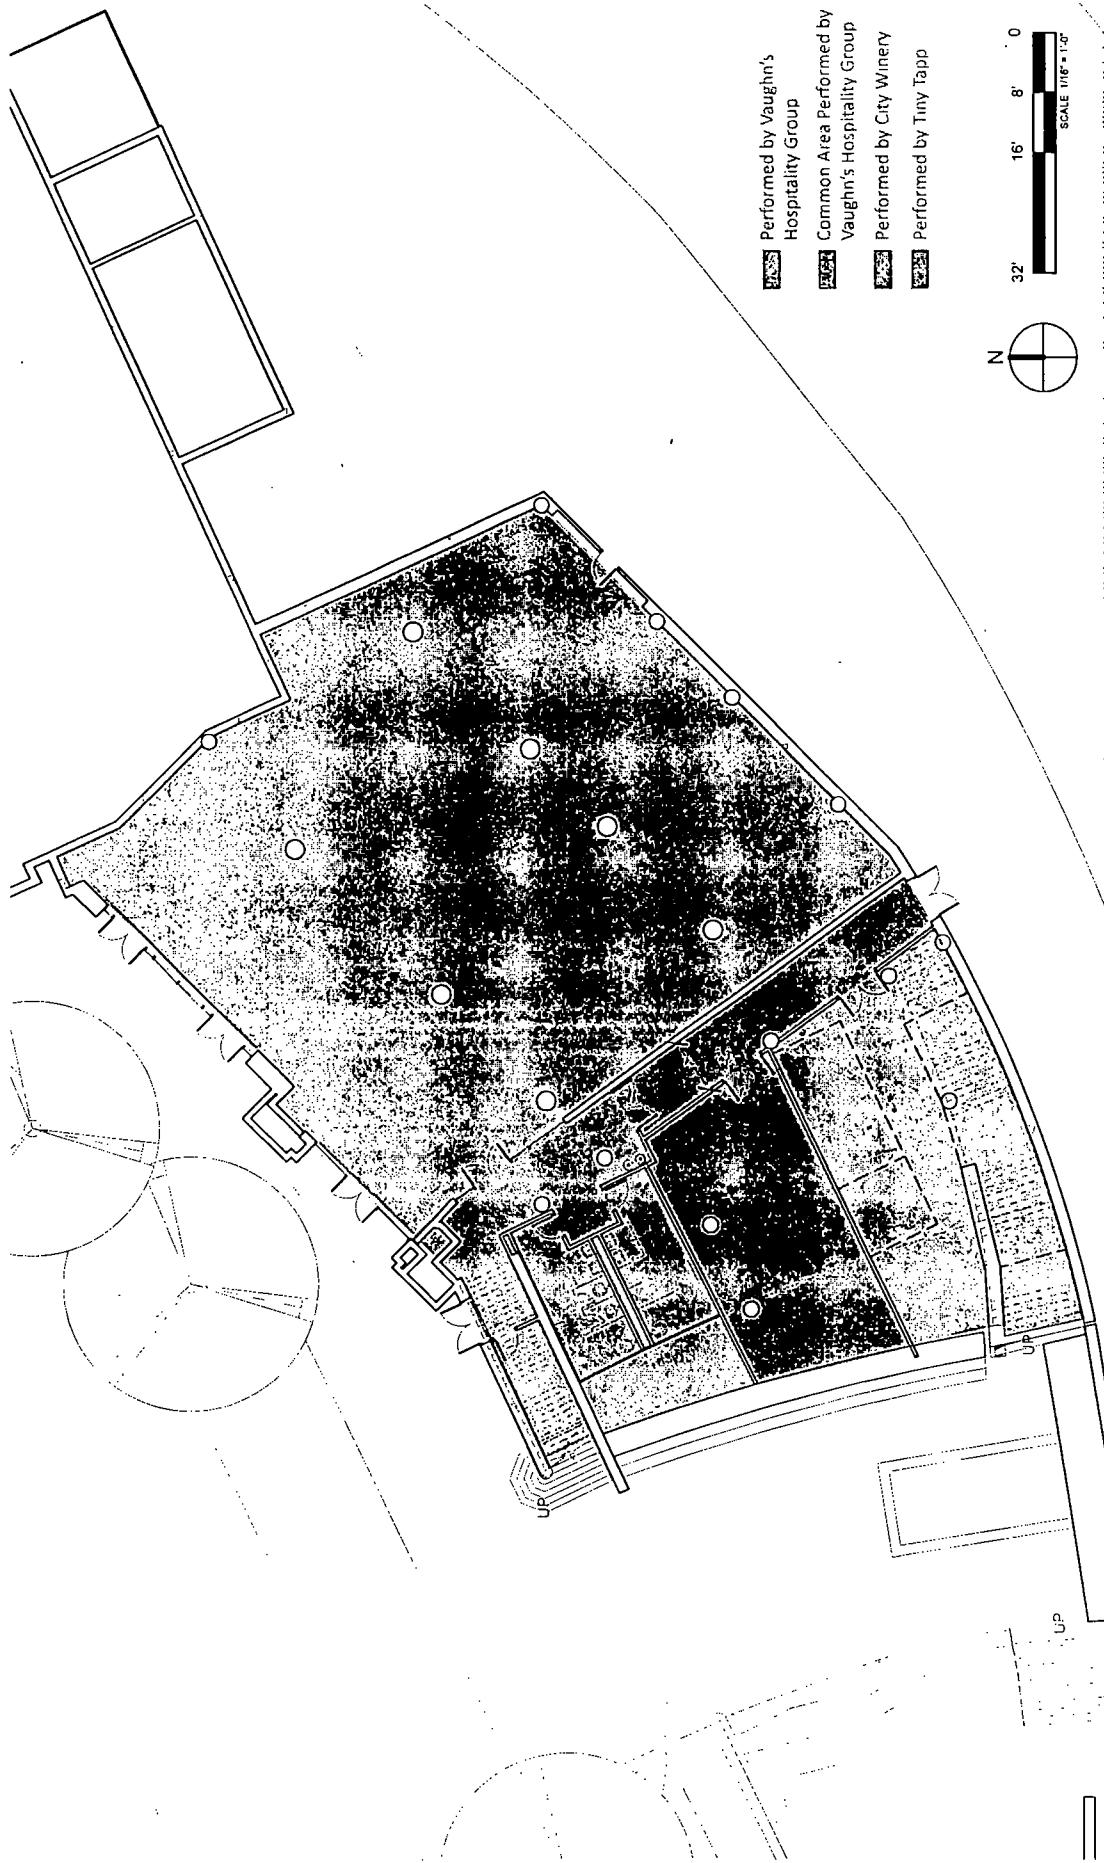 Performed by Vaughn's
Hospitality Group
Common Area Performed by
Vaughn's Hospitality Group
Performed by City Winery
Performed by Tiny Tapp
N
32'
16'
8'
0
SCALE 1/16" = 1'-0"
UP
UP
UP